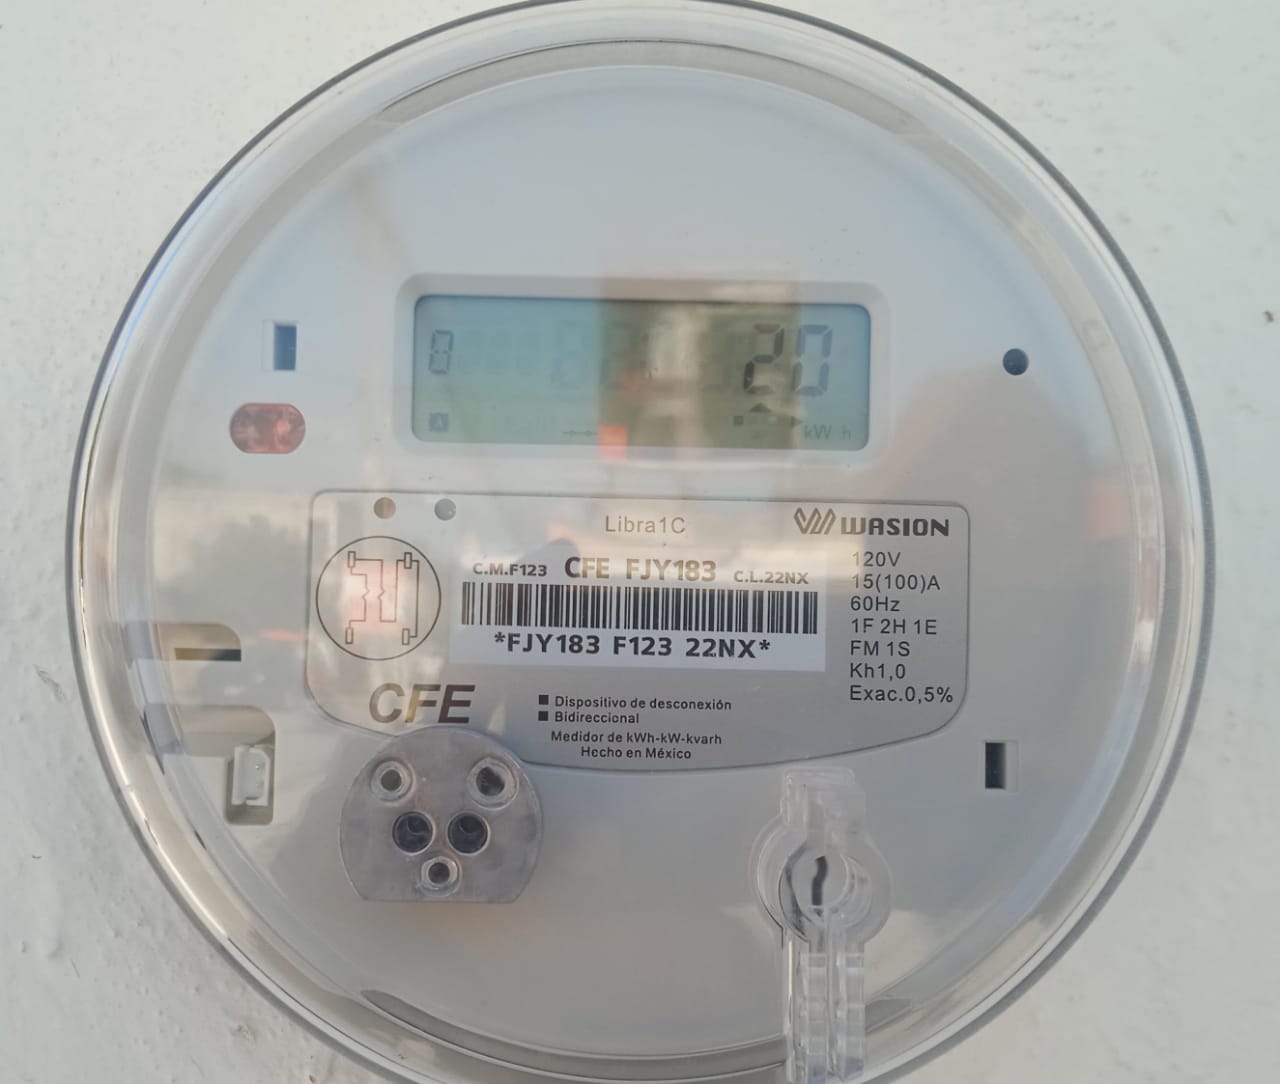 0 20
A kW h
Libra1C
WASION
C.M.F123 CFE FJY183 C.L.22NX
*FJY183 F123 22NX*
120V
15(100)A
60Hz
1F 2H 1E
FM 1S
Kh1,0
Exac.0,5%
CFE
Dispositivo de desconexión
Bidireccional
Medidor de kWh-kW-kvarh
Hecho en México